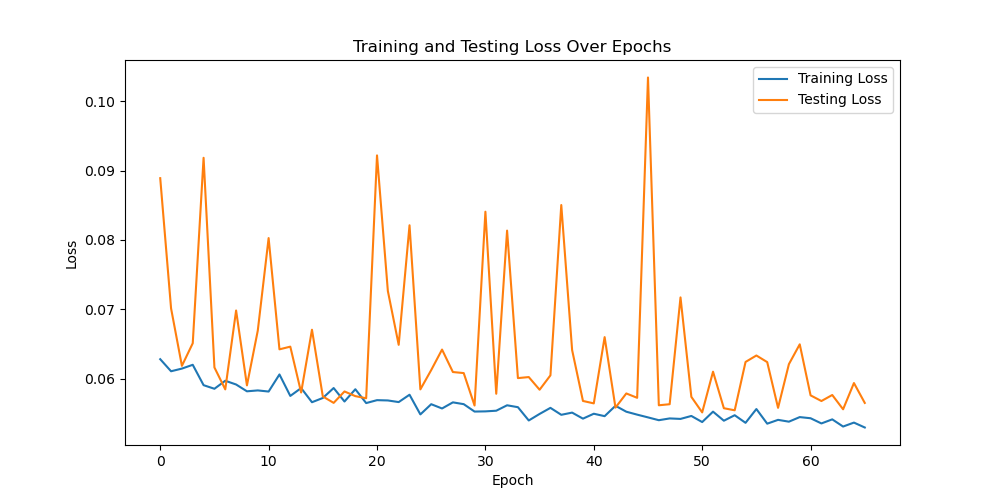 Training and Testing Loss Over Epochs
Training Loss
Testing Loss
0.10
0.09
0.08
0.07
0.06
Loss
0 10 20 30 40 50 60
Epoch